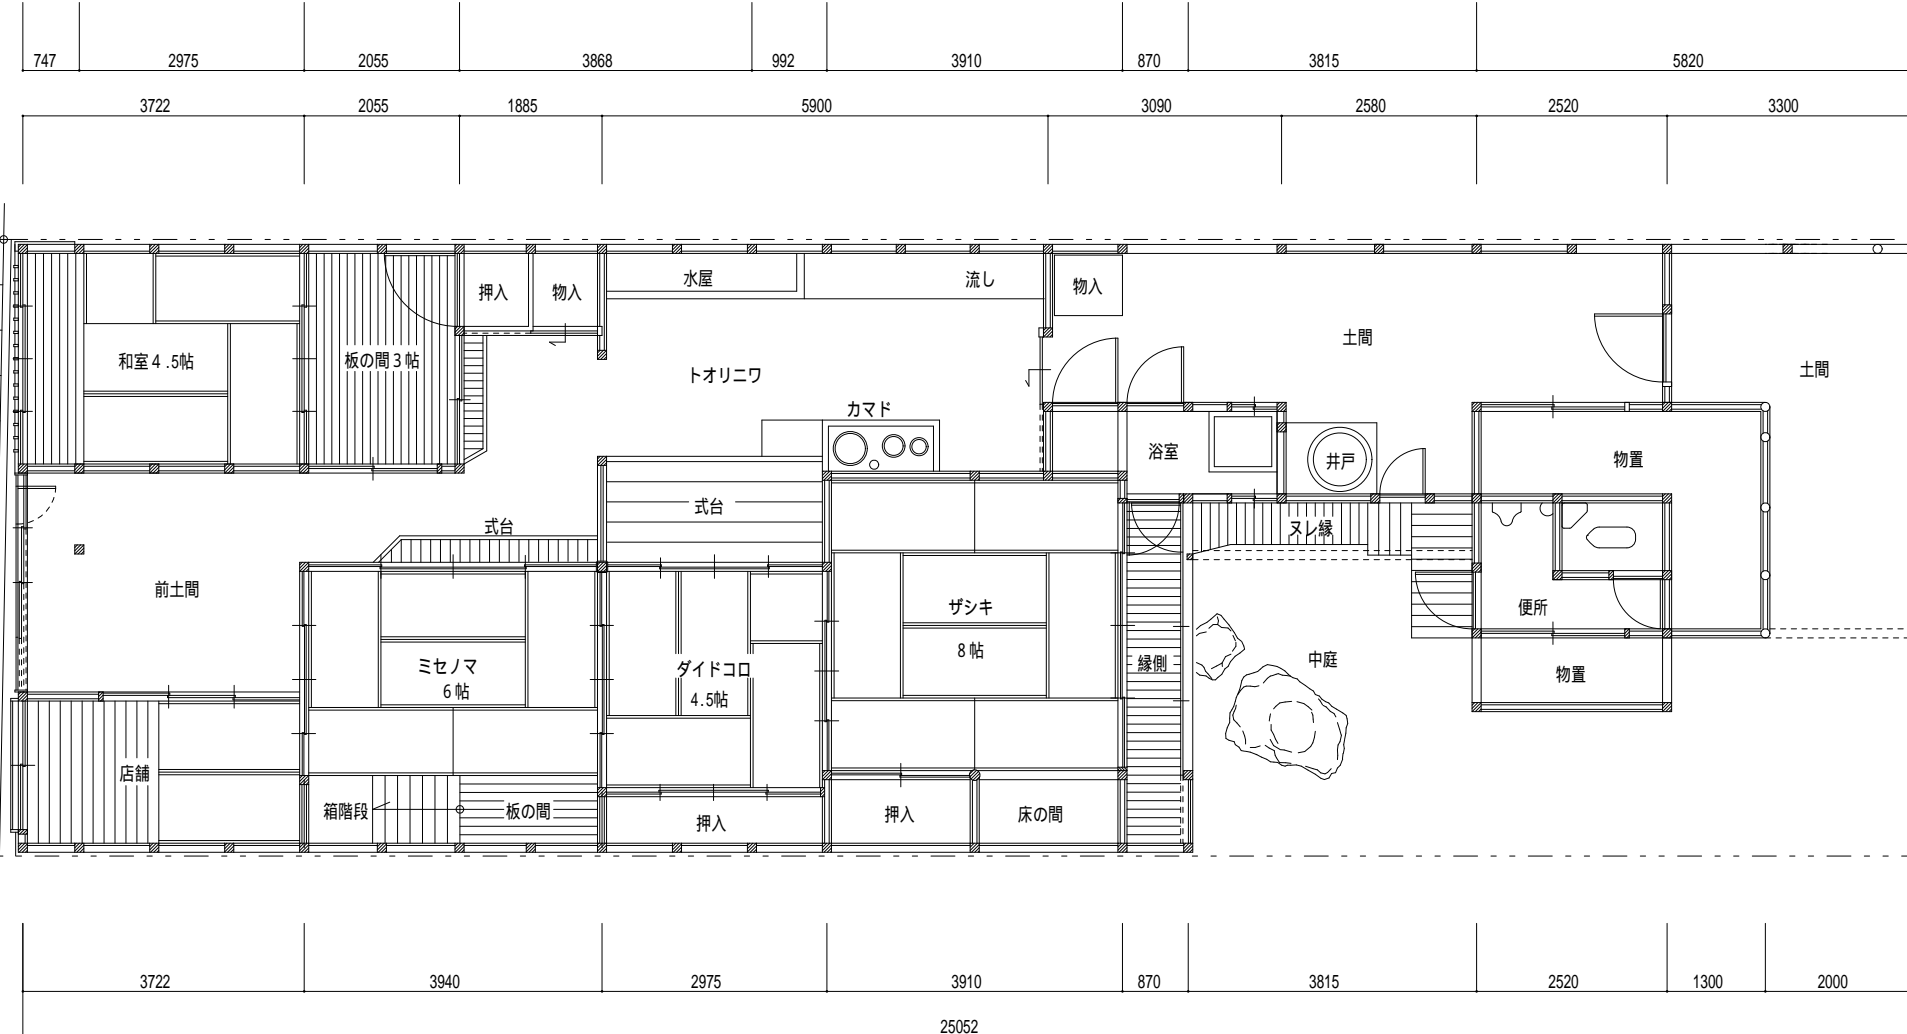 747 2975 2055 3868 992 3910 870 3815 5820
3722 2055 1885 5900 3090 2580 2520 3300
押入 物入 水屋 流し 物入
土間
和室4.5帖 板の間3帖 トオリニワ 土間
カマド
浴室 井戸 物置
式台
式台 ヌレ縁
前土間 ザシキ 便所
ミセノマ ダイドコロ 8帖 縁側 中庭
6帖 4.5帖 物置
店舗
箱階段 板の間 押入 押入 床の間
3722 3940 2975 3910 870 3815 2520 1300 2000
25052